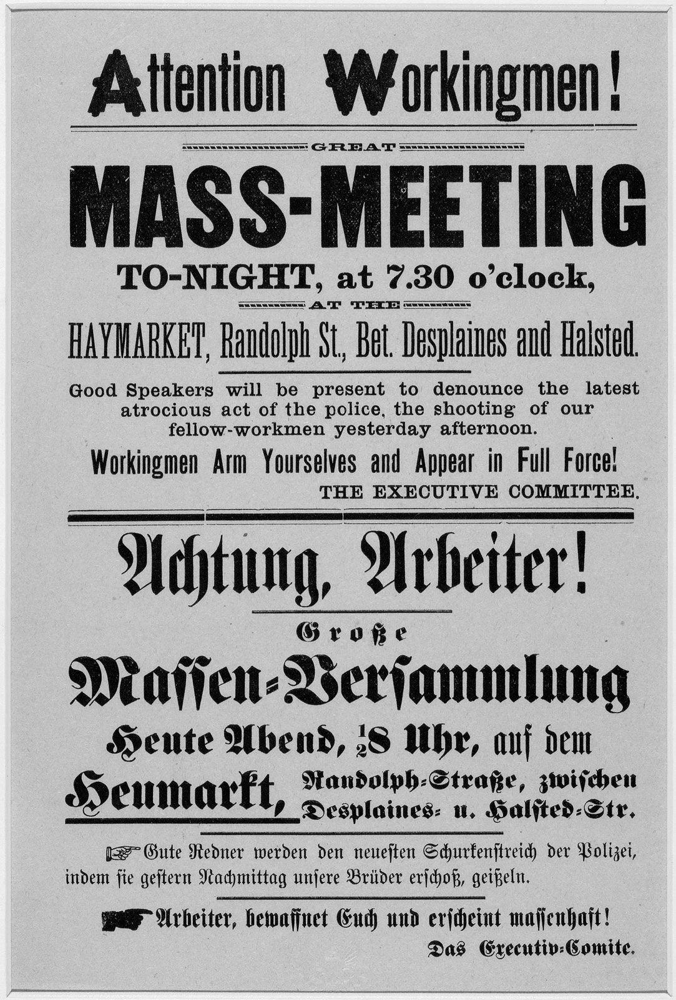 Attention Workingmen!
GREAT
MASS-MEETING
TO-NIGHT, at 7.30 o'clock,
AT THE
HAYMARKET, Randolph St., Bet. Desplaines and Halsted.
Good Speakers will be present to denounce the latest
atrocious act of the police, the shooting of our
fellow-workmen yesterday afternoon.
Workingmen Arm Yourselves and Appear in Full Force!
THE EXECUTIVE COMMITTEE.
Achtung, Arbeiter!
Große
Massen-Versammlung
Heute Abend, ½8 Uhr, auf dem
Heumarkt, Randolph-Straße, zwischen
Desplaines- u. Halsted-Str.
Gute Redner werden den neuesten Schurkenstreich der Polizei,
indem sie gestern Nachmittag unsere Brüder erschoß, geißeln.
Arbeiter, bewaffnet Euch und erscheint massenhaft!
Das Executiv-Comite.